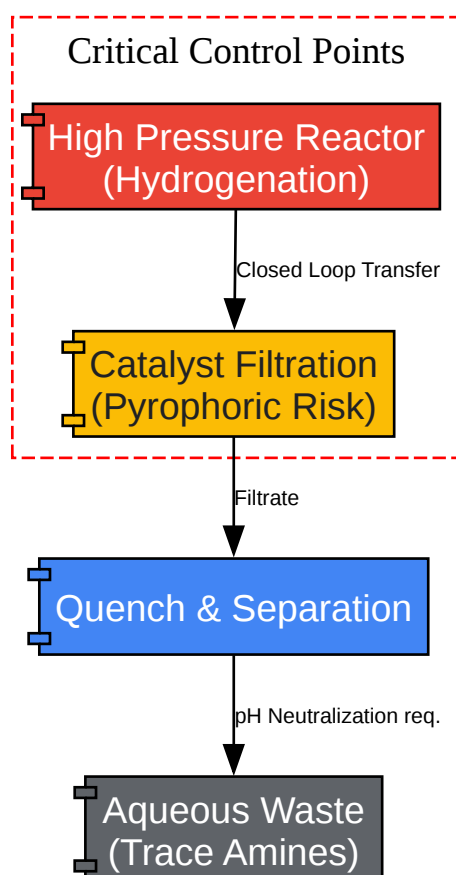 Critical Control Points
High Pressure Reactor
(Hydrogenation)
Closed Loop Transfer
Catalyst Filtration
(Pyrophoric Risk)
Filtrate
Quench & Separation
pH Neutralization req.
Aqueous Waste
(Trace Amines)